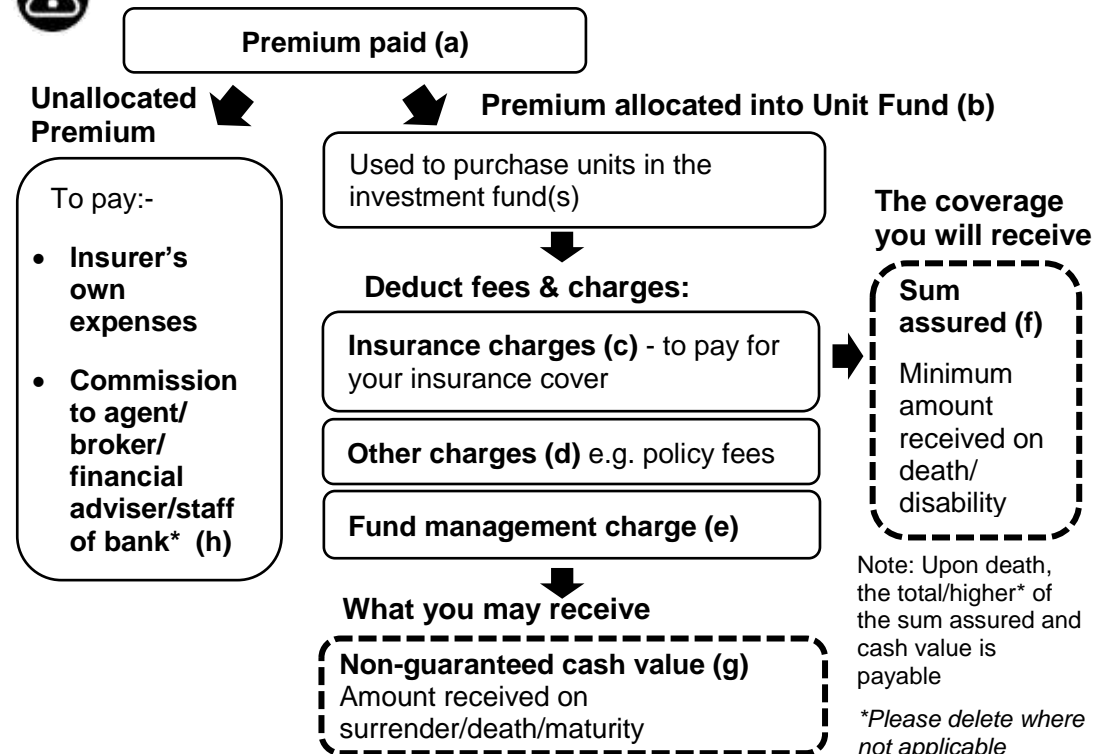 Premium paid (a)
Unallocated
Premium
To pay:-
• Insurer's
own
expenses
• Commission
to agent/
broker/
financial
adviser/staff
of bank* (h)
Premium allocated into Unit Fund (b)
Used to purchase units in the
investment fund(s)
Deduct fees & charges:
Insurance charges (c) - to pay for
your insurance cover
Other charges (d) e.g. policy fees
Fund management charge (e)
What you may receive
Non-guaranteed cash value (g)
Amount received on
surrender/death/maturity
The coverage
you will receive
Sum
assured (f)
Minimum
amount
received on
death/
disability
Note: Upon death,
the total/higher* of
the sum assured and
cash value is
payable
*Please delete where
not applicable